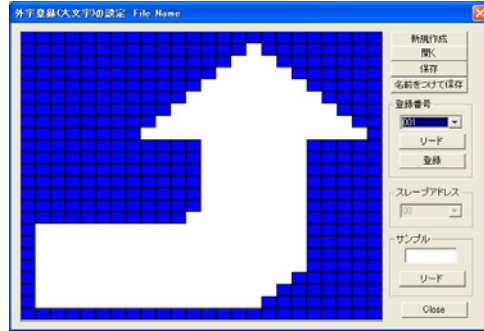 外字登録(大文字)の設定 File Name
新規作成
開く
保存
名前をつけて保存
登録番号
001
リード
登録
スレーブアドレス
00
サンプル
リード
Close